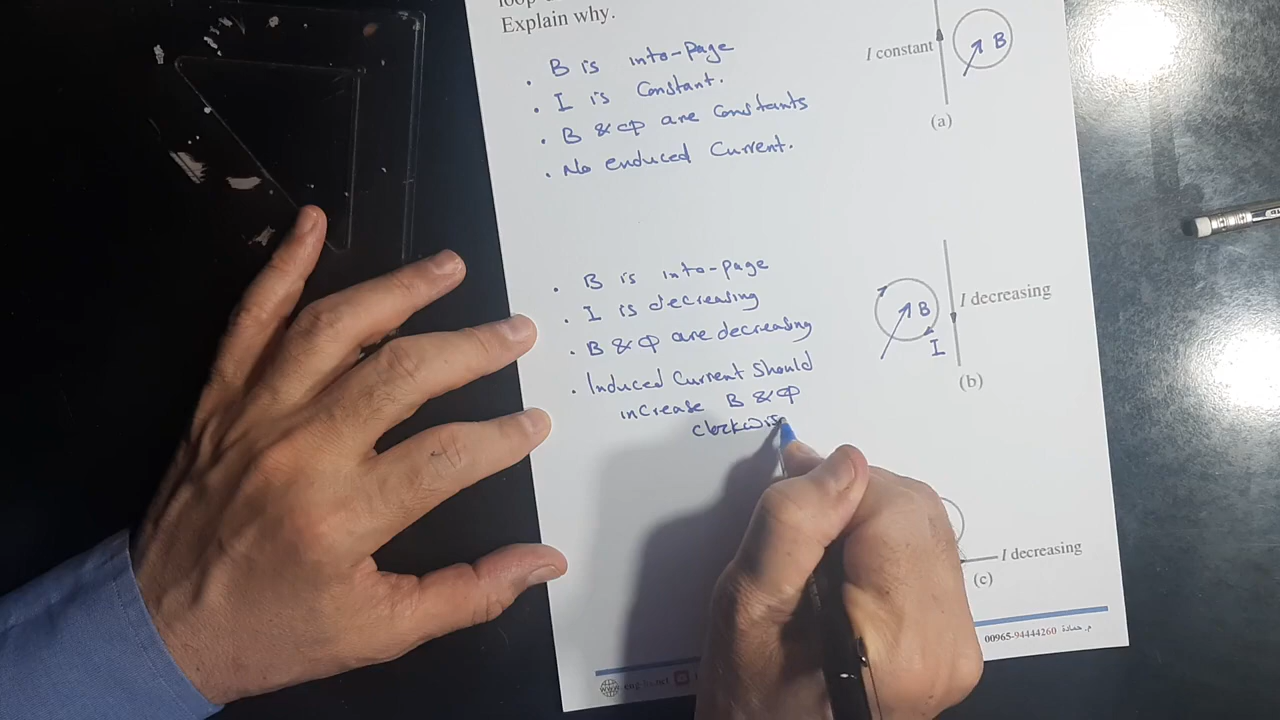 Explain why.
. B is into-page
. I is Constant.
. B & φ are Constants
. No enduced Current.
I constant
B
(a)
. B is into-page
. I is decreasing
. B & φ are decreasing
. Induced Current Should
increase B & φ
clockwis
B
I
I decreasing
(b)
I decreasing
(c)
00965-94444260 م. حمادة